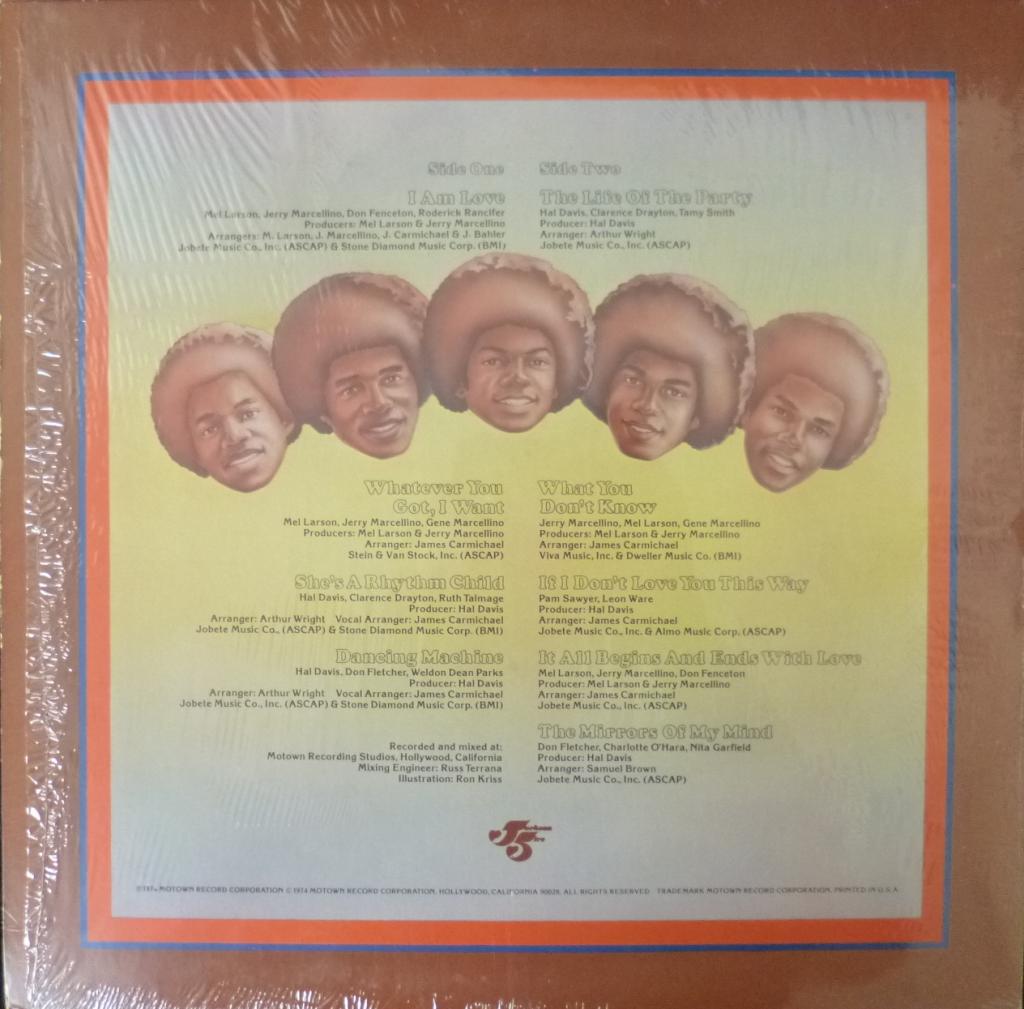 Side One
I Am Love
Mel Larson, Jerry Marcellino, Don Fenceton, Roderick Rancifer
Producers: Mel Larson & Jerry Marcellino
Arrangers: M. Larson, J. Marcellino, J. Carmichael & J. Bahler
Jobete Music Co., Inc. (ASCAP) & Stone Diamond Music Corp. (BMI)
Whatever You
Got, I Want
Mel Larson, Jerry Marcellino, Gene Marcellino
Producers: Mel Larson & Jerry Marcellino
Arranger: James Carmichael
Stein & Van Stock, Inc. (ASCAP)
She's A Rhythm Child
Hal Davis, Clarence Drayton, Ruth Talmage
Producer: Hal Davis
Arranger: Arthur Wright Vocal Arranger: James Carmichael
Jobete Music Co., (ASCAP) & Stone Diamond Music Corp. (BMI)
Dancing Machine
Hal Davis, Don Fletcher, Weldon Dean Parks
Producer: Hal Davis
Arranger: Arthur Wright Vocal Arranger: James Carmichael
Jobete Music Co., Inc. (ASCAP) & Stone Diamond Music Corp. (BMI)
Recorded and mixed at:
Motown Recording Studios, Hollywood, California
Mixing Engineer: Russ Terrana
Illustration: Ron Kriss
Side Two
The Life Of The Party
Hal Davis, Clarence Drayton, Tamy Smith
Producer: Hal Davis
Arranger: Arthur Wright
Jobete Music Co., Inc. (ASCAP)
What You
Don't Know
Jerry Marcellino, Mel Larson, Gene Marcellino
Producers: Mel Larson & Jerry Marcellino
Arranger: James Carmichael
Viva Music, Inc. & Dweller Music Co. (BMI)
If I Don't Love You This Way
Pam Sawyer, Leon Ware
Producer: Hal Davis
Arranger: James Carmichael
Jobete Music Co., Inc. & Almo Music Corp. (ASCAP)
It All Begins And Ends With Love
Mel Larson, Jerry Marcellino, Don Fenceton
Producer: Mel Larson & Jerry Marcellino
Arranger: James Carmichael
Jobete Music Co., Inc. (ASCAP)
The Mirrors Of My Mind
Don Fletcher, Charlotte O'Hara, Nita Garfield
Producer: Hal Davis
Arranger: Samuel Brown
Jobete Music Co., Inc. (ASCAP)
Jackson
5ive
℗1974 MOTOWN RECORD CORPORATION © 1974 MOTOWN RECORD CORPORATION, HOLLYWOOD, CALIFORNIA 90028, ALL RIGHTS RESERVED TRADEMARK MOTOWN RECORD CORPORATION, PRINTED IN U.S.A.